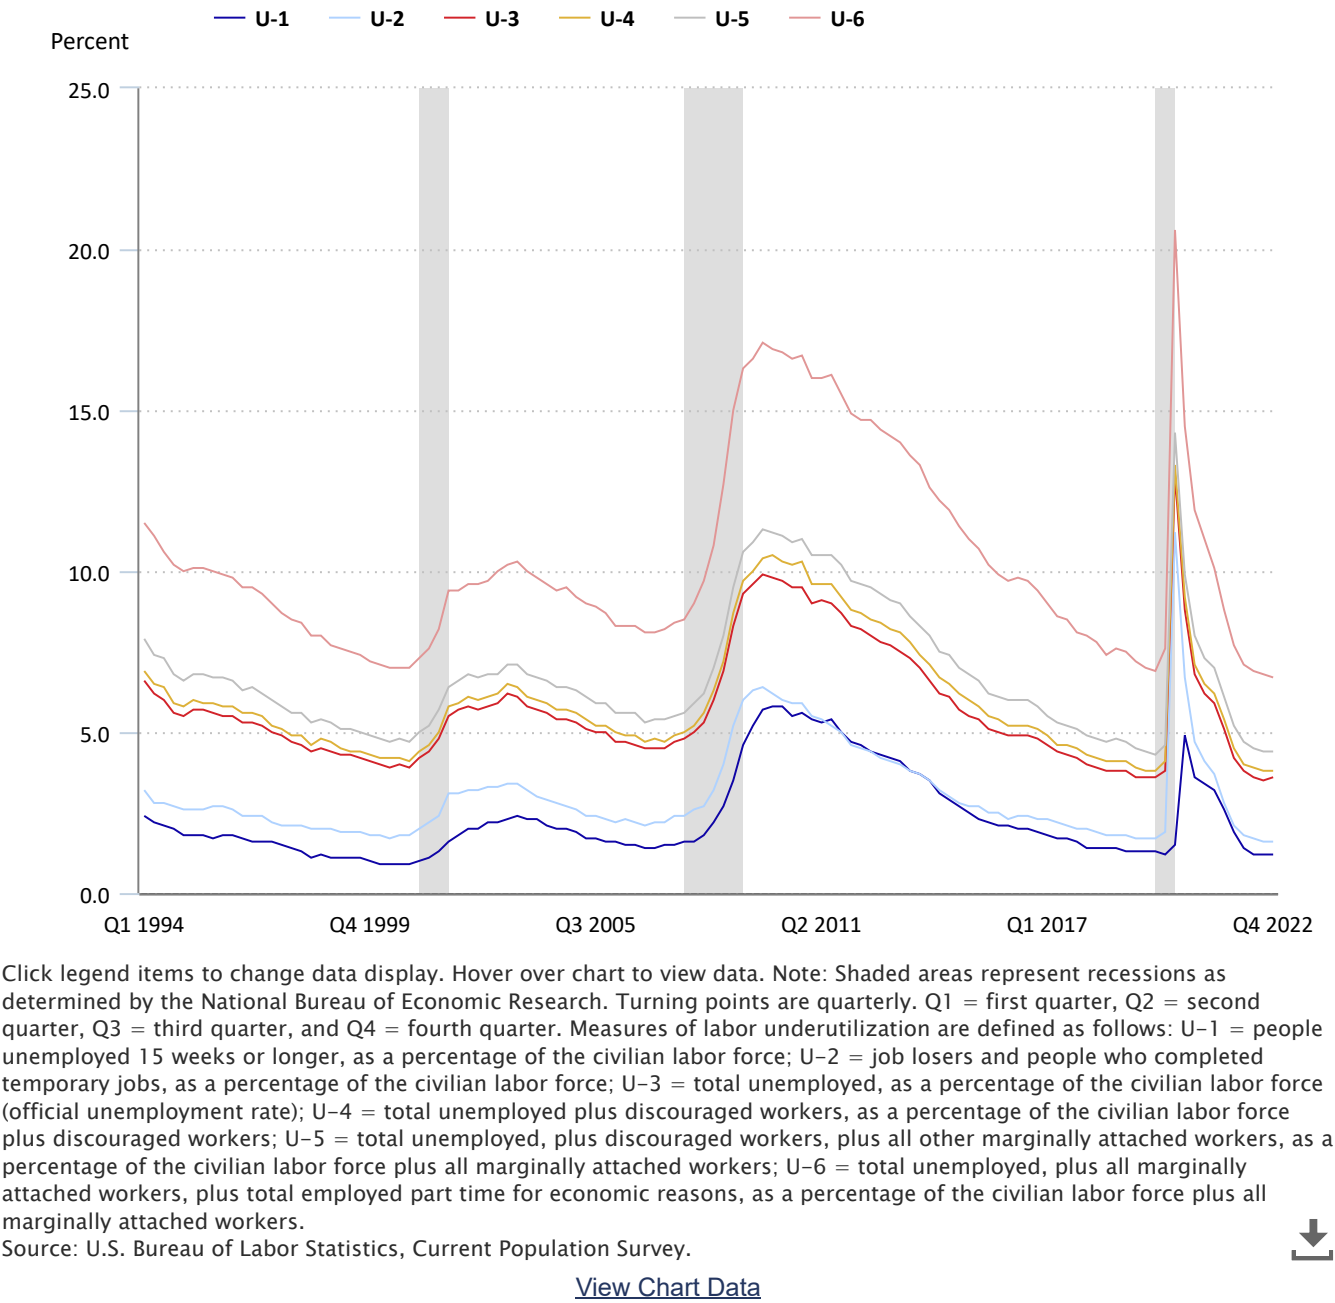 U-1 U-2 U-3 U-4 U-5 U-6
Percent
25.0
20.0
15.0
10.0
5.0
0.0
Q1 1994 Q4 1999 Q3 2005 Q2 2011 Q1 2017 Q4 2022
Click legend items to change data display. Hover over chart to view data. Note: Shaded areas represent recessions as
determined by the National Bureau of Economic Research. Turning points are quarterly. Q1 = first quarter, Q2 = second
quarter, Q3 = third quarter, and Q4 = fourth quarter. Measures of labor underutilization are defined as follows: U-1 = people
unemployed 15 weeks or longer, as a percentage of the civilian labor force; U-2 = job losers and people who completed
temporary jobs, as a percentage of the civilian labor force; U-3 = total unemployed, as a percentage of the civilian labor force
(official unemployment rate); U-4 = total unemployed plus discouraged workers, as a percentage of the civilian labor force
plus discouraged workers; U-5 = total unemployed, plus discouraged workers, plus all other marginally attached workers, as a
percentage of the civilian labor force plus all marginally attached workers; U-6 = total unemployed, plus all marginally
attached workers, plus total employed part time for economic reasons, as a percentage of the civilian labor force plus all
marginally attached workers.
Source: U.S. Bureau of Labor Statistics, Current Population Survey.
View Chart Data